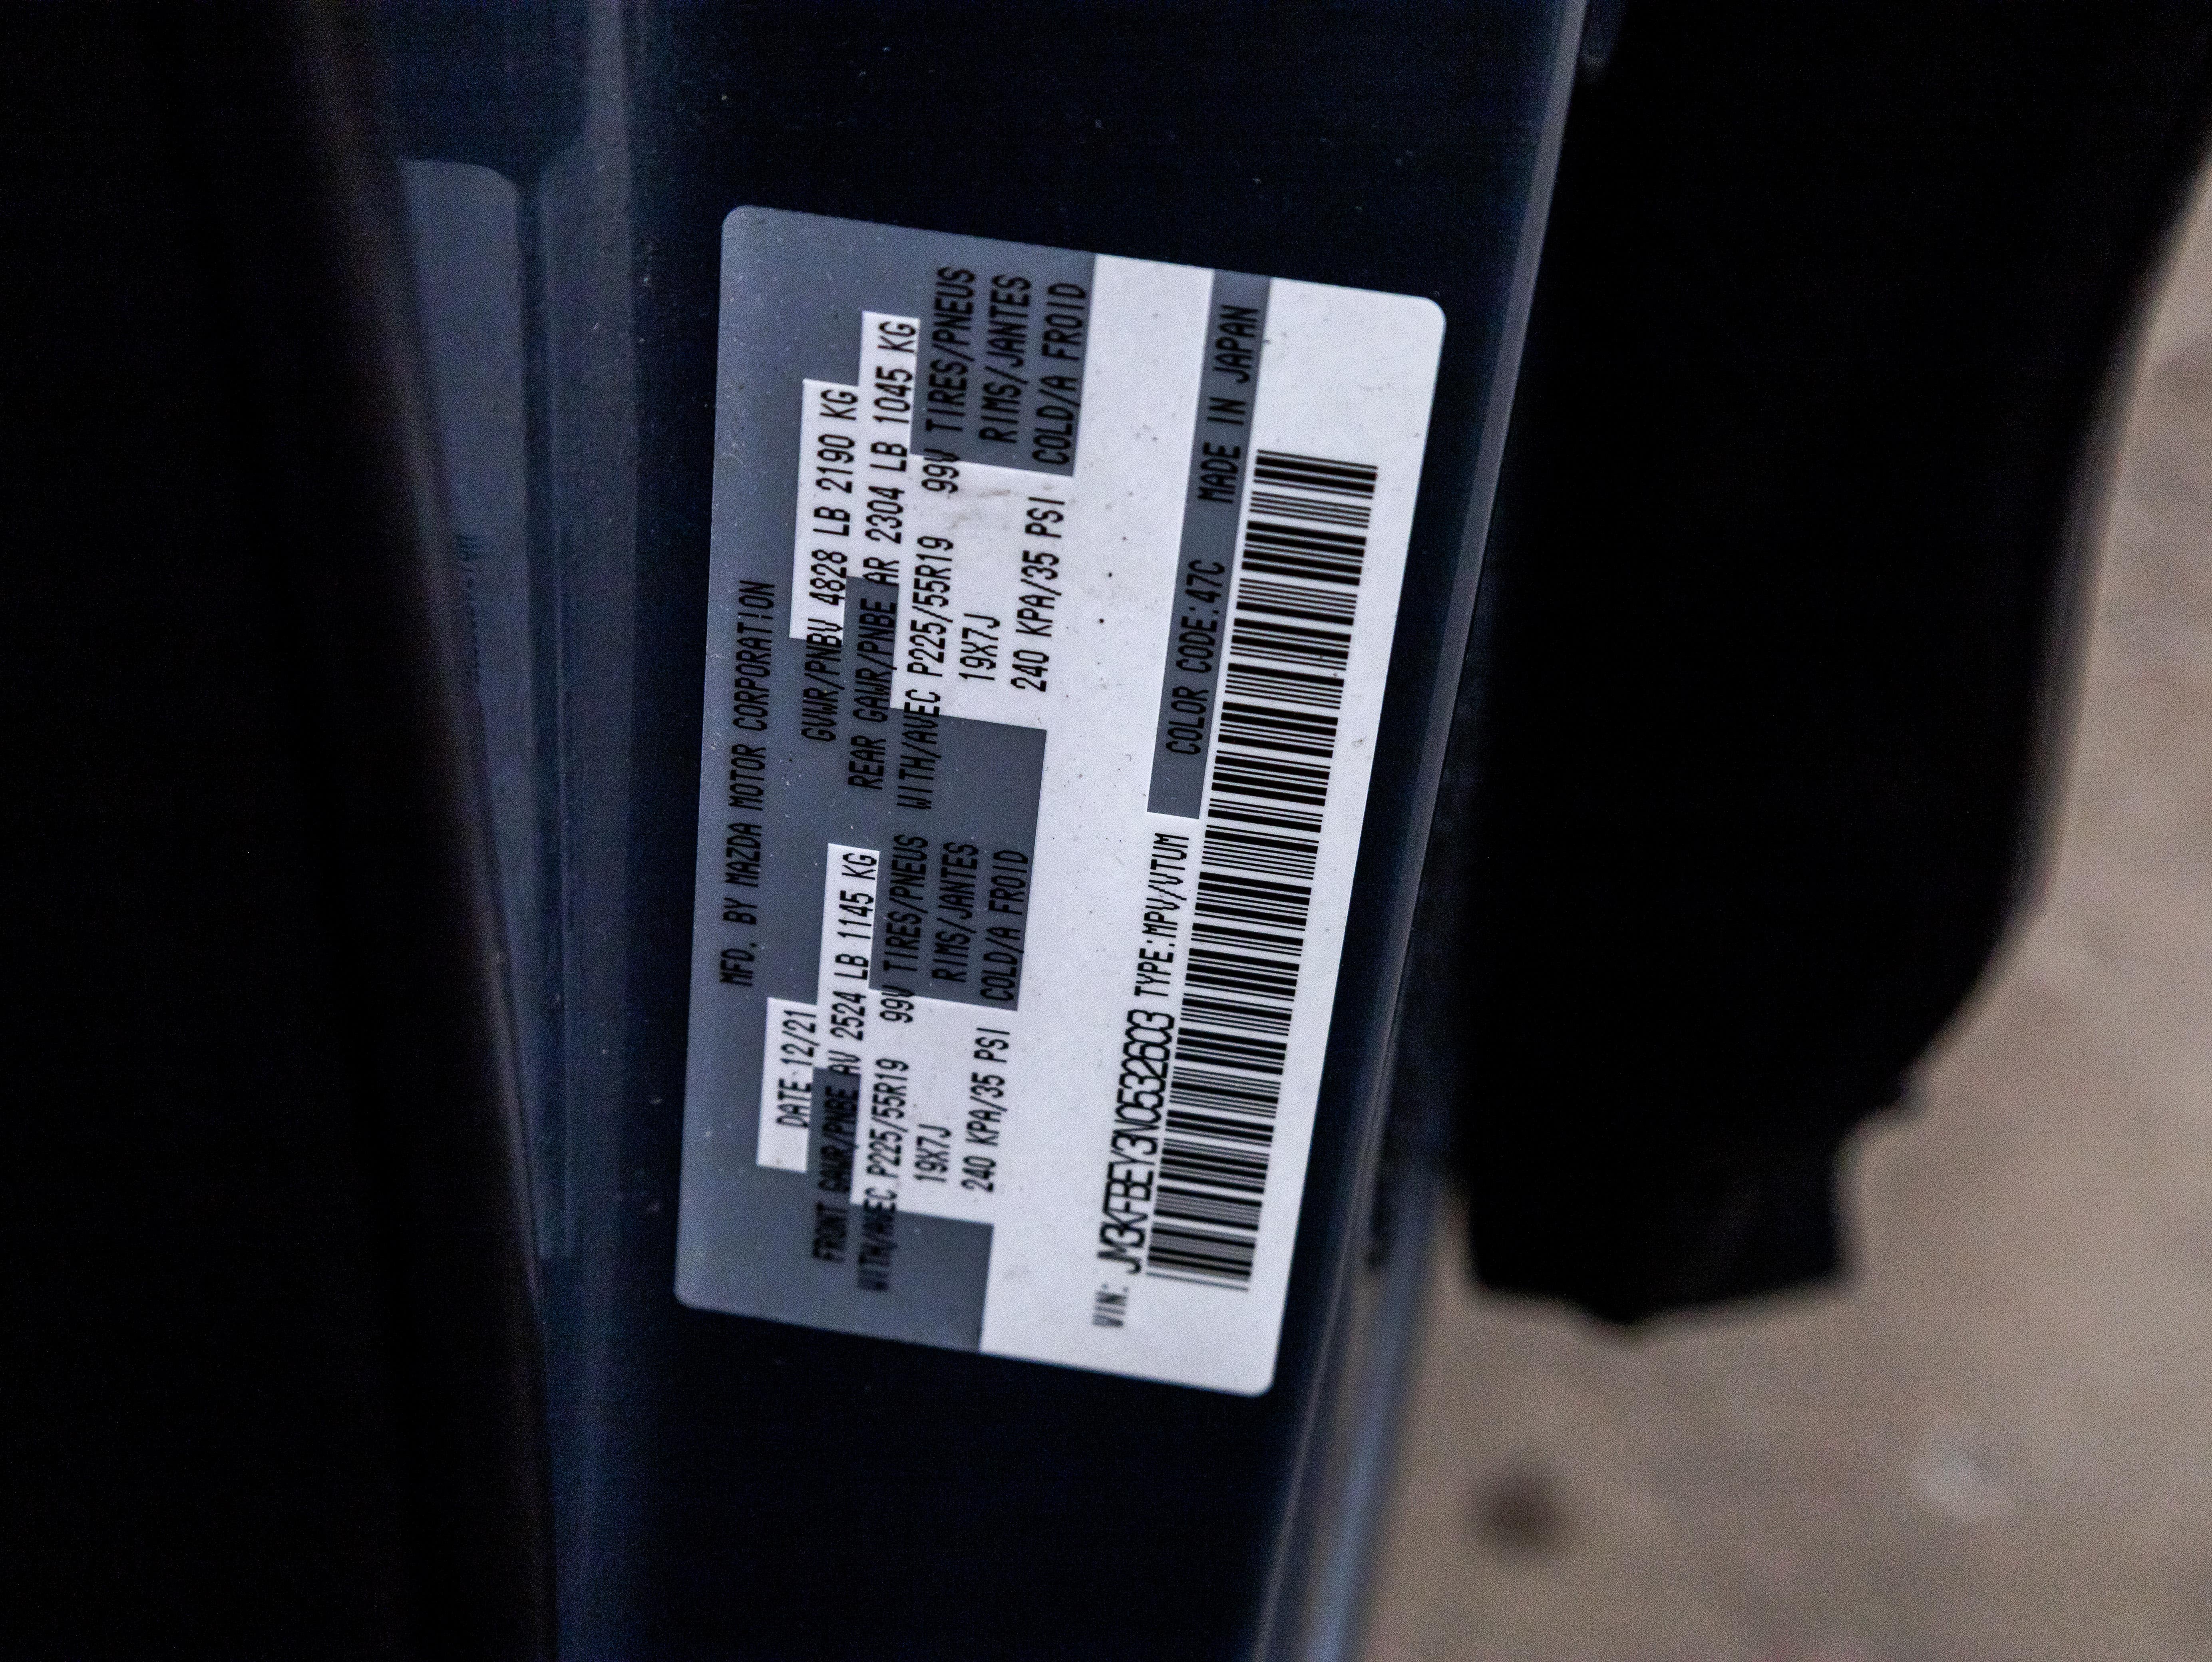 MFD. BY MAZDA MOTOR CORPORATION
DATE 12/21 GVWR/PNBV 4828 LB 2190 KG
FRONT GAWR/PNBE AV 2524 LB 1145 KG REAR GAWR/PNBE AR 2304 LB 1045 KG
WITH/AVEC P225/55R19 99V TIRES/PNEUS WITH/AVEC P225/55R19 99V TIRES/PNEUS
19X7J RIMS/JANTES 19X7J RIMS/JANTES
240 KPA/35 PSI COLD/A FROID 240 KPA/35 PSI COLD/A FROID
VIN: JM3KFBEY3N0532603 TYPE:MPV/VTUM COLOR CODE:47C MADE IN JAPAN